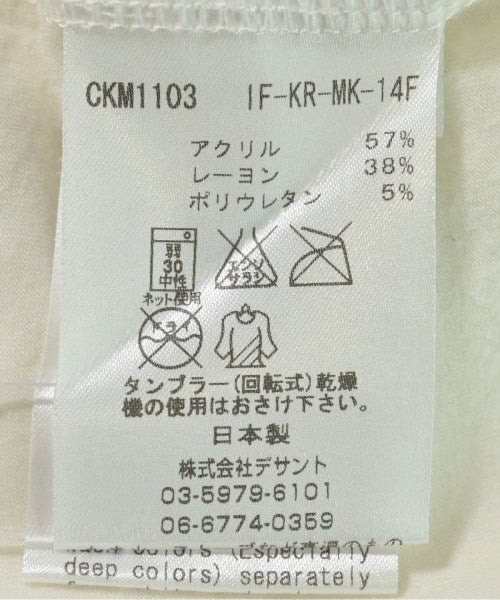 CKM1103 IF-KR-MK-14F
アクリル 57%
レーヨン 38%
ポリウレタン 5%
弱
30
中性
ネット使用
エンソ
サラシ
ドライ
タンブラー(回転式)乾燥
機の使用はおさけ下さい。
日本製
株式会社デサント
03-5979-6101
06-6774-0359
colors (Especially
deep colors) separately